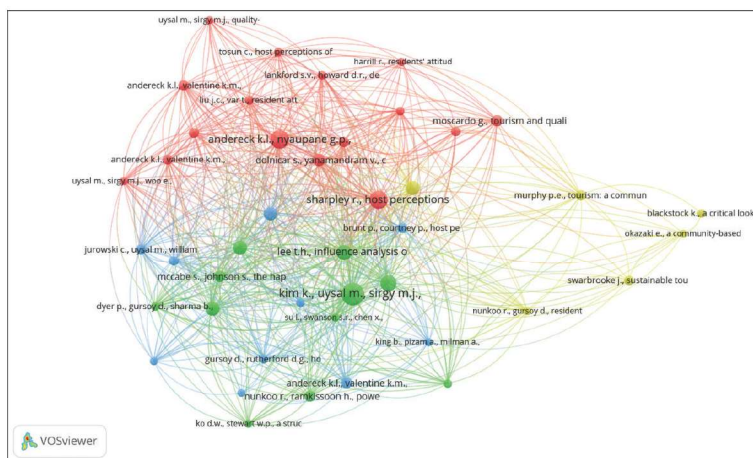 uysal m., sirgy m.j., quality-
tosun c., host perceptions of
harrill r., residents' attitud
lankford s.v., howard d.r., de
andereck k.l., valentine k.m.,
liu j.c., var t., resident att
moscardo g., tourism and quali
andereck k.l., nyaupane g.p.,
andereck k.l., valentine k.m.,
dolnicar s., yanamandram v., c
uysal m., sirgy m.j., woo e.,
sharpley r., host perceptions
murphy p.e., tourism: a commun
blackstock k., a critical look
brunt p., courtney p., host pe
okazaki e., a community-based
jurowski c., uysal m., william
lee t.h., influence analysis o
mccabe s., johnson s., the hap
swarbrooke j., sustainable tou
kim k., uysal m., sirgy m.j.,
dyer p., gursoy d., sharma b.,
su l., swanson s.r., chen x.,
nunkoo r., gursoy d., resident
king b., pizam a., milman a.,
gursoy d., rutherford d.g., ho
andereck k.l., valentine k.m.,
nunkoo r., ramkissoon h., powe
ko d.w., stewart w.p., a struc
VOSviewer